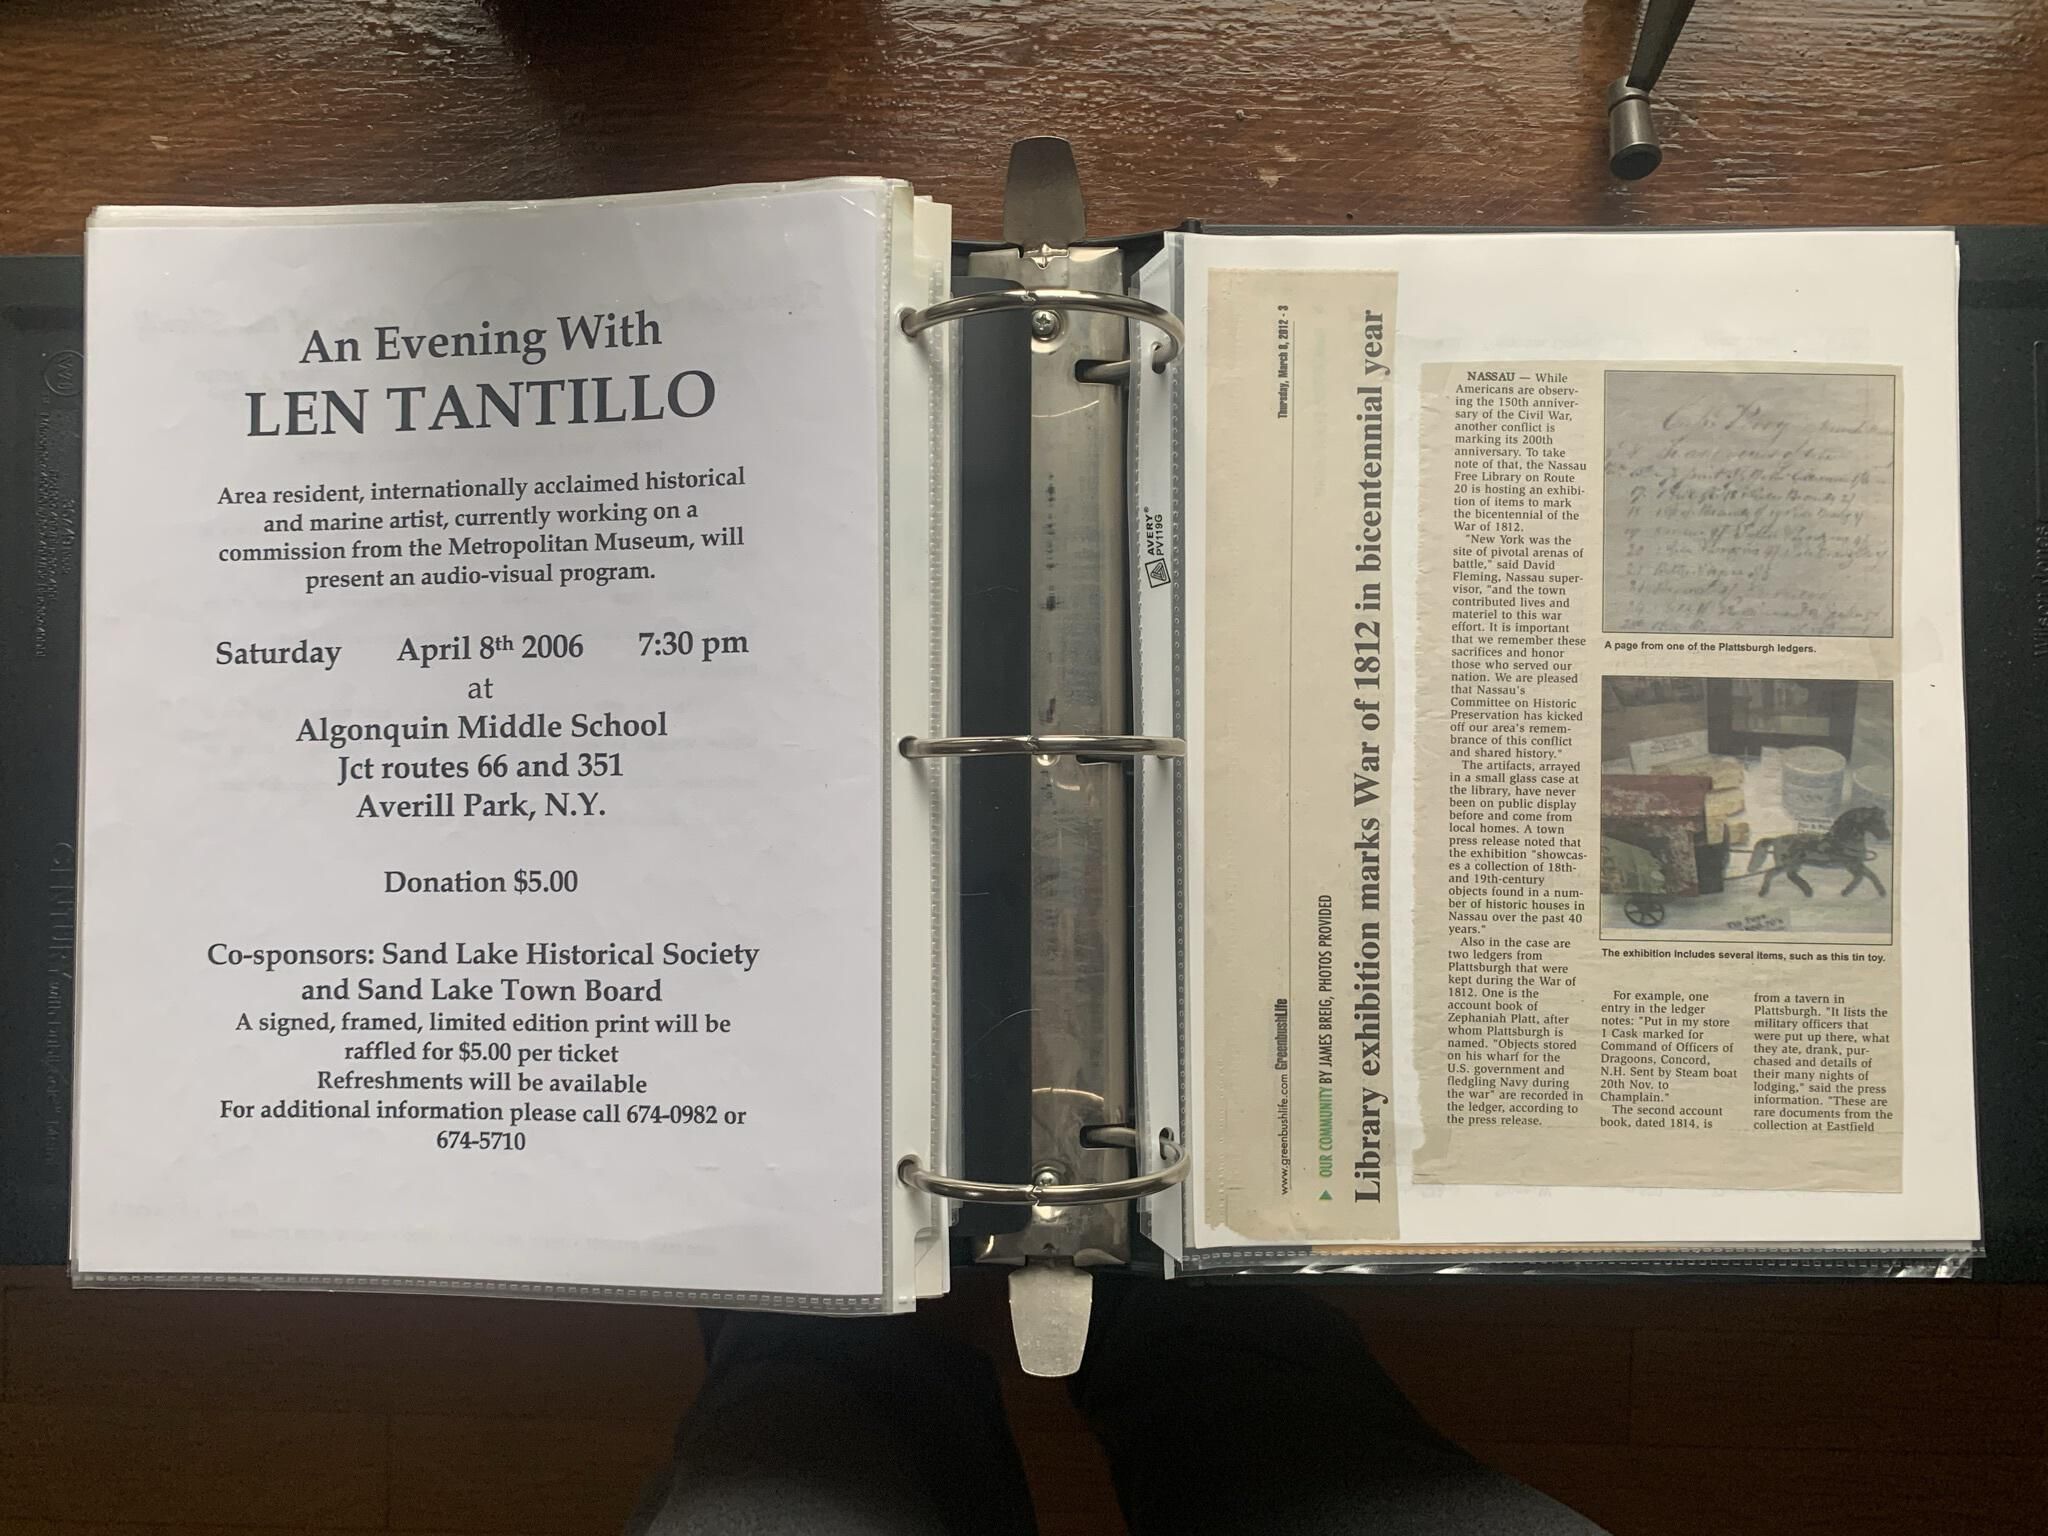 An Evening With
LEN TANTILLO
Area resident, internationally acclaimed historical
and marine artist, currently working on a
commission from the Metropolitan Museum, will
present an audio-visual program.
Saturday April 8th 2006 7:30 pm
at
Algonquin Middle School
Jct routes 66 and 351
Averill Park, N.Y.
Donation $5.00
Co-sponsors: Sand Lake Historical Society
and Sand Lake Town Board
A signed, framed, limited edition print will be
raffled for $5.00 per ticket
Refreshments will be available
For additional information please call 674-0982 or
674-5710
AVERY®
PV119G
www.greenbushlife.com GreenbushLife Thursday, March 8, 2012 - 3
OUR COMMUNITY BY JAMES BREIG, PHOTOS PROVIDED
Library exhibition marks War of 1812 in bicentennial year
NASSAU — While
Americans are observ-
ing the 150th anniver-
sary of the Civil War,
another conflict is
marking its 200th
anniversary. To take
note of that, the Nassau
Free Library on Route
20 is hosting an exhibi-
tion of items to mark
the bicentennial of the
War of 1812.
"New York was the
site of pivotal arenas of
battle," said David
Fleming, Nassau super-
visor, "and the town
contributed lives and
materiel to this war
effort. It is important
that we remember these
sacrifices and honor
those who served our
nation. We are pleased
that Nassau's
Committee on Historic
Preservation has kicked
off our area's remem-
brance of this conflict
and shared history."
The artifacts, arrayed
in a small glass case at
the library, have never
been on public display
before and come from
local homes. A town
press release noted that
the exhibition "showcas-
es a collection of 18th-
and 19th-century
objects found in a num-
ber of historic houses in
Nassau over the past 40
years."
Also in the case are
two ledgers from
Plattsburgh that were
kept during the War of
1812. One is the
account book of
Zephaniah Platt, after
whom Plattsburgh is
named. "Objects stored
on his wharf for the
U.S. government and
fledgling Navy during
the war" are recorded in
the ledger, according to
the press release.
A page from one of the Plattsburgh ledgers.
The exhibition includes several items, such as this tin toy.
For example, one
entry in the ledger
notes: "Put in my store
1 Cask marked for
Command of Officers of
Dragoons, Concord,
N.H. Sent by Steam boat
20th Nov. to
Champlain."
The second account
book, dated 1814, is
from a tavern in
Plattsburgh. "It lists the
military officers that
were put up there, what
they ate, drank, pur-
chased and details of
their many nights of
lodging," said the press
information. "These are
rare documents from the
collection at Eastfield
Wilson Jones